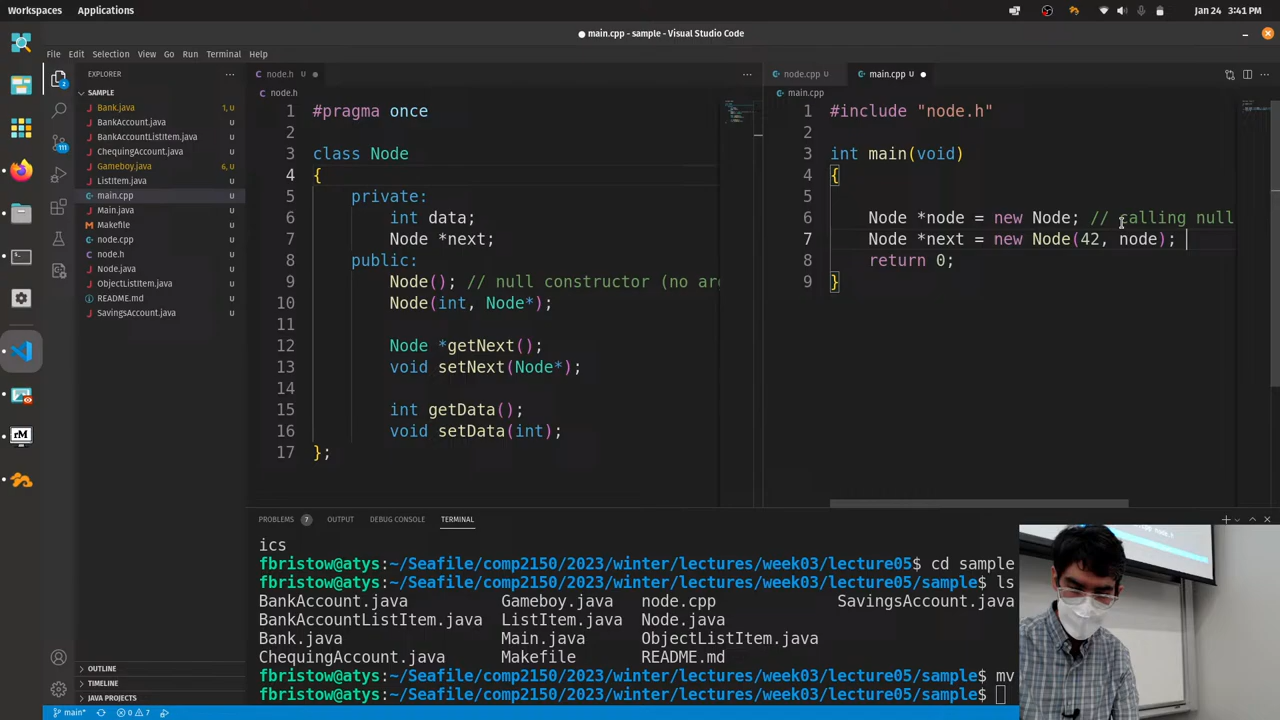 Browsers
Applications
Jan 24 3:41 PM
● main.cpp - sample - Visual Studio Code
File Edit Selection View Go Run Terminal Help
EXPLORER
SAMPLE
Bank.java 1, U
BankAccount.java U
BankAccountListItem.java U
ChequingAccount.java U
Gameboy.java 6, U
ListItem.java U
main.cpp U
Main.java U
Makefile U
node.cpp U
node.h U
Node.java U
ObjectListItem.java U
README.md U
SavingsAccount.java U
OUTLINE
TIMELINE
JAVA PROJECTS
2
111
node.h U
node.h
1 #pragma once
2
3 class Node
4 {
5 private:
6 int data;
7 Node *next;
8 public:
9 Node(); // null constructor (no ar
10 Node(int, Node*);
11
12 Node *getNext();
13 void setNext(Node*);
14
15 int getData();
16 void setData(int);
17 };
node.cpp U
main.cpp U
main.cpp
1 #include "node.h"
2
3 int main(void)
4 {
5
6 Node *node = new Node; // calling null
7 Node *next = new Node(42, node);
8 return 0;
9 }
PROBLEMS 7 OUTPUT DEBUG CONSOLE TERMINAL
ics
fbristow@atys:~/Seafile/comp2150/2023/winter/lectures/week03/lecture05$ cd sample
fbristow@atys:~/Seafile/comp2150/2023/winter/lectures/week03/lecture05/sample$ ls
BankAccount.java Gameboy.java node.cpp SavingsAccount.java
BankAccountListItem.java ListItem.java Node.java
Bank.java Main.java ObjectListItem.java
ChequingAccount.java Makefile README.md
fbristow@atys:~/Seafile/comp2150/2023/winter/lectures/week03/lecture05/sample$ mv
fbristow@atys:~/Seafile/comp2150/2023/winter/lectures/week03/lecture05/sample$
rM
main* 0 7